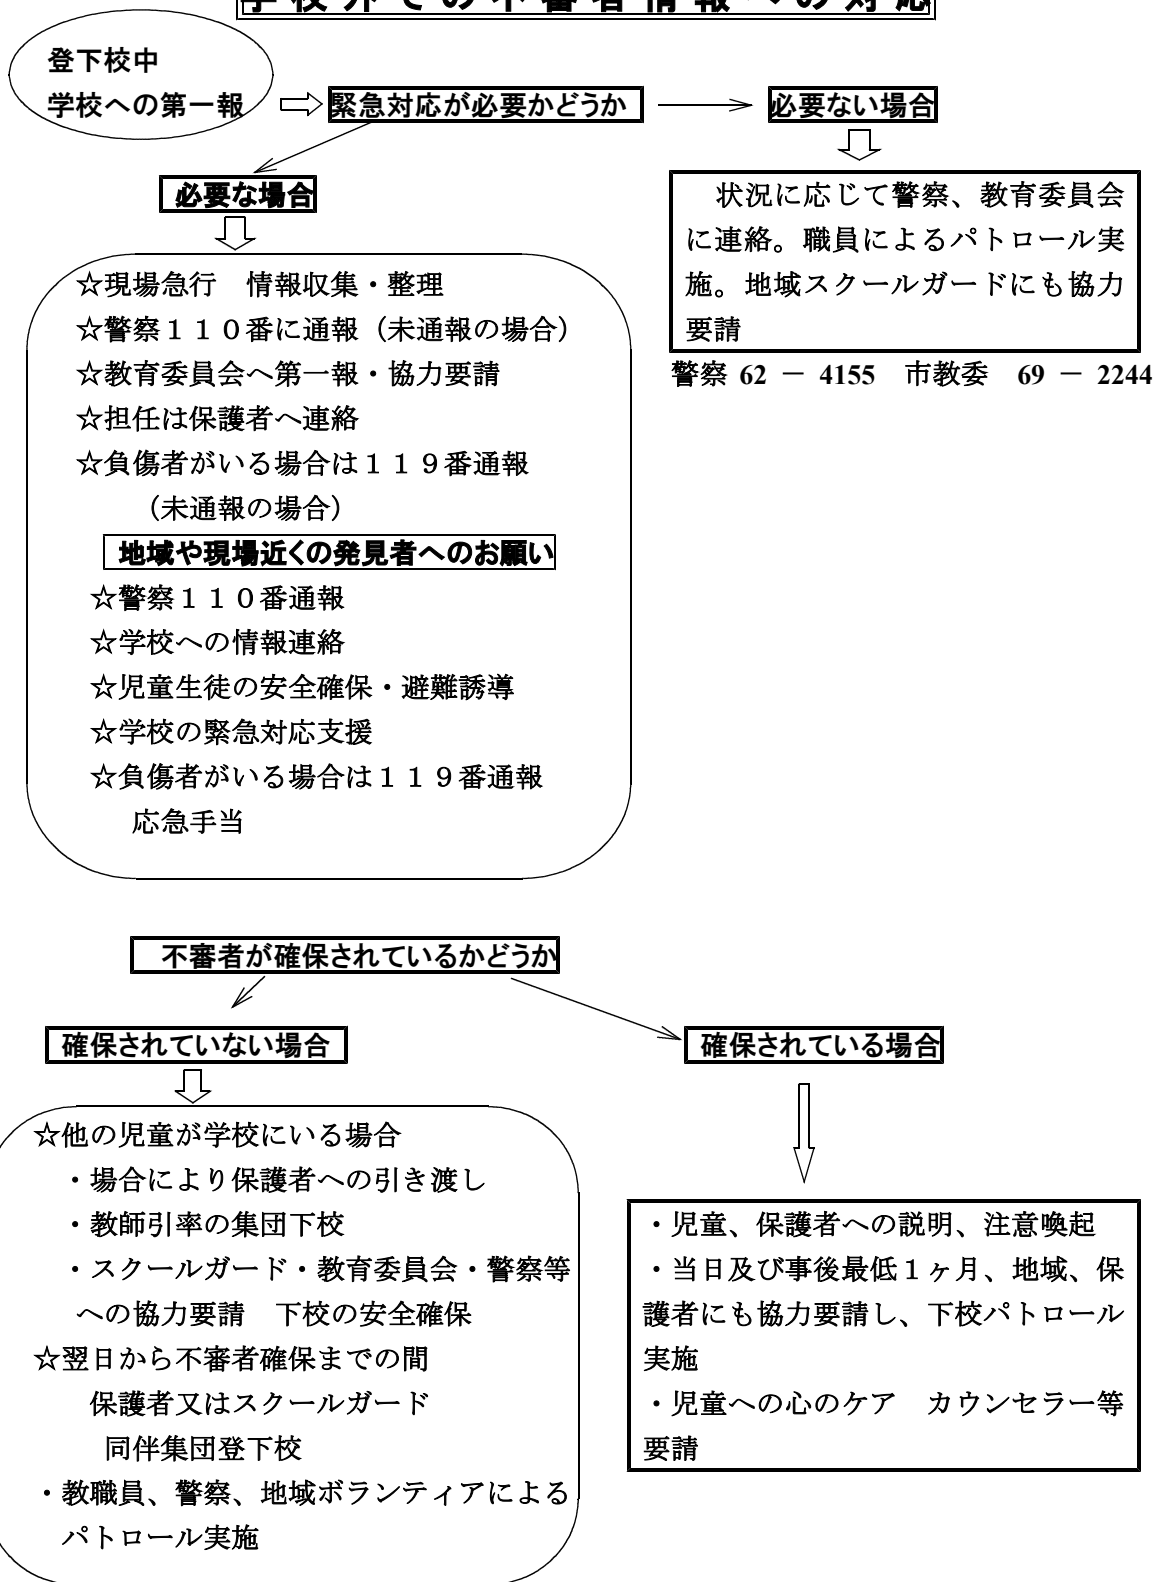 学校外での不審者情報への対応
登下校中
学校への第一報
緊急対応が必要かどうか
必要ない場合
必要な場合
状況に応じて警察、教育委員会
に連絡。職員によるパトロール実
施。地域スクールガードにも協力
要請
警察 62 － 4155　市教委　69 － 2244
☆現場急行　情報収集・整理
☆警察１１０番に通報（未通報の場合）
☆教育委員会へ第一報・協力要請
☆担任は保護者へ連絡
☆負傷者がいる場合は１１９番通報
（未通報の場合）
地域や現場近くの発見者へのお願い
☆警察１１０番通報
☆学校への情報連絡
☆児童生徒の安全確保・避難誘導
☆学校の緊急対応支援
☆負傷者がいる場合は１１９番通報
応急手当
不審者が確保されているかどうか
確保されていない場合
確保されている場合
☆他の児童が学校にいる場合
・場合により保護者への引き渡し
・教師引率の集団下校
・スクールガード・教育委員会・警察等
への協力要請　下校の安全確保
☆翌日から不審者確保までの間
保護者又はスクールガード
同伴集団登下校
・教職員、警察、地域ボランティアによる
パトロール実施
・児童、保護者への説明、注意喚起
・当日及び事後最低１ヶ月、地域、保
護者にも協力要請し、下校パトロール
実施
・児童への心のケア　カウンセラー等
要請